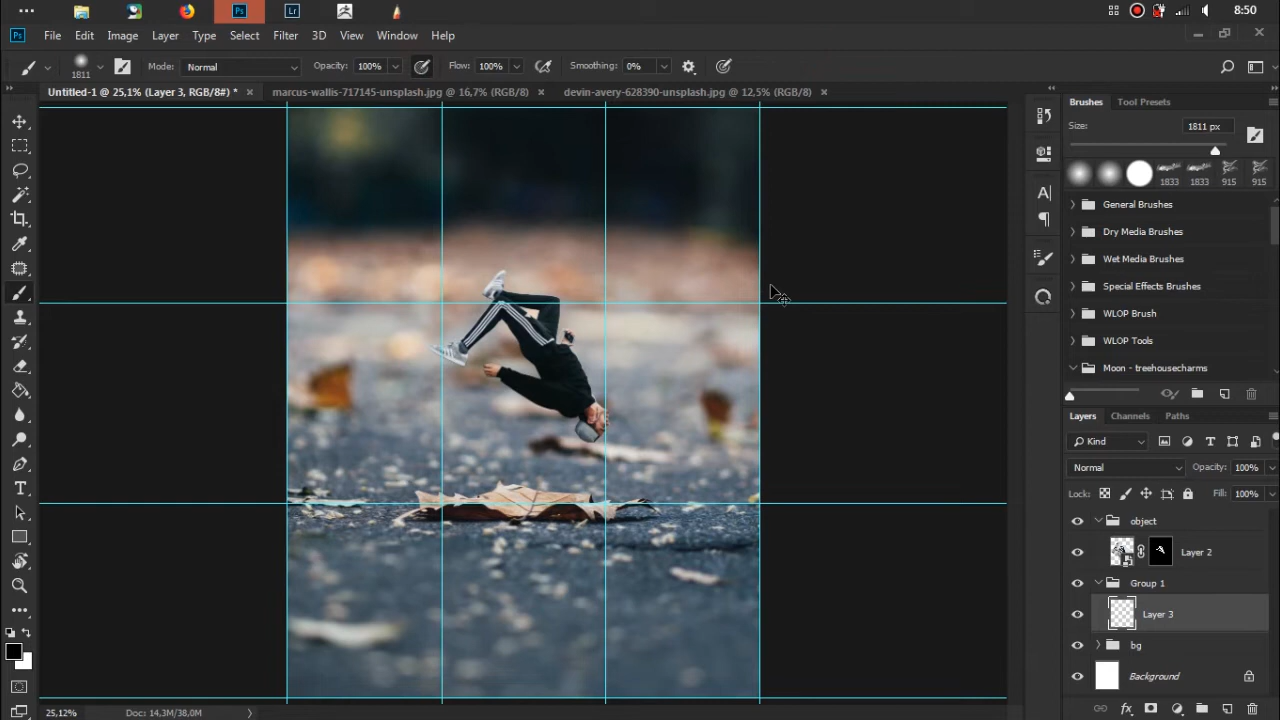 Ps
Lr
8:50
Ps File Edit Image Layer Type Select Filter 3D View Window Help
1811 Mode: Normal Opacity: 100% Flow: 100% Smoothing: 0%
Untitled-1 @ 25,1% (Layer 3, RGB/8#) *
marcus-wallis-717145-unsplash.jpg @ 16,7% (RGB/8)
devin-avery-628390-unsplash.jpg @ 12,5% (RGB/8)
Brushes Tool Presets
Size: 1811 px
1833 1833 915 915
General Brushes
Dry Media Brushes
Wet Media Brushes
Special Effects Brushes
WLOP Brush
WLOP Tools
Moon - treehousecharms
Layers Channels Paths
Kind
Normal Opacity: 100%
Lock: Fill: 100%
object
Layer 2
Group 1
Layer 3
bg
Background
25,12% Doc: 14,3M/38,0M